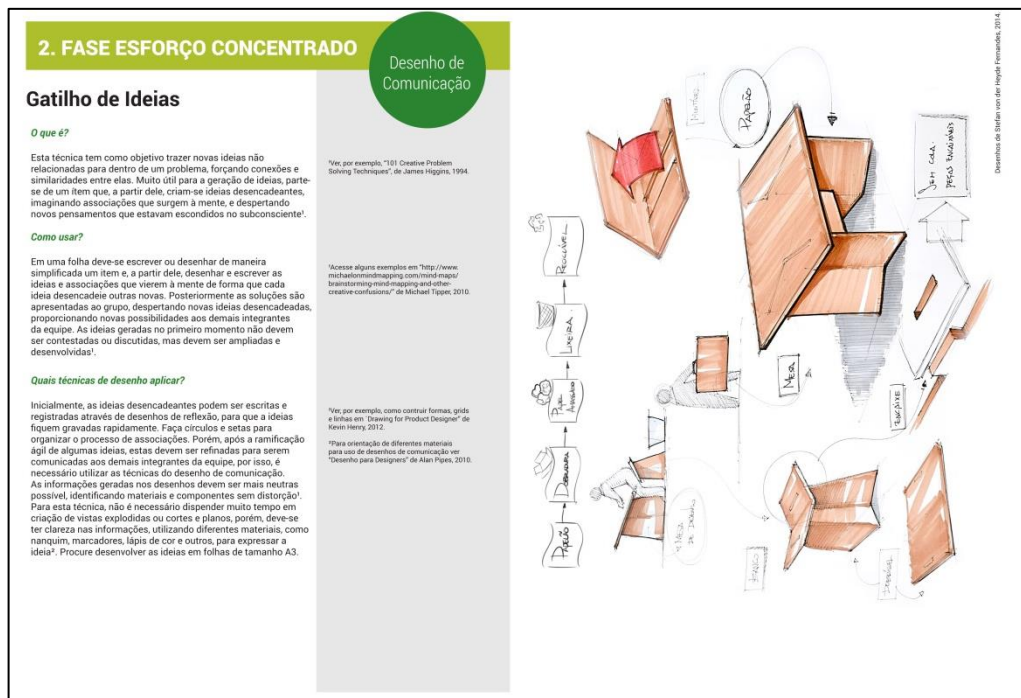 2. FASE ESFORÇO CONCENTRADO
Desenho de
Comunicação
Gatilho de Ideias
O que é?
Esta técnica tem como objetivo trazer novas ideias não
relacionadas para dentro de um problema, forçando conexões e
similaridades entre elas. Muito útil para a geração de ideias, parte-
se de um ítem que, a partir dele, criam-se ideias desencadeantes,
imaginando associações que surgem à mente, e despertando
novos pensamentos que estavam escondidos no subconsciente¹.
¹Ver, por exemplo, "101 Creative Problem
Solving Techniques", de James Higgins, 1994.
Como usar?
Em uma folha deve-se escrever ou desenhar de maneira
simplificada um item e, a partir dele, desenhar e escrever as
ideias e associações que vierem à mente de forma que cada
ideia desencadeie outras novas. Posteriormente as soluções são
apresentadas ao grupo, despertando novas ideias desencadeadas,
proporcionando novas possibilidades aos demais integrantes
da equipe. As ideias geradas no primeiro momento não devem
ser contestadas ou discutidas, mas devem ser ampliadas e
desenvolvidas¹.
¹Acesse alguns exemplos em "http://www.
michaelonmindmapping.com/mind-maps/
brainstorming-mind-mapping-and-other-
creative-confusions/" de Michael Tipper, 2010.
Quais técnicas de desenho aplicar?
Inicialmente, as ideias desencadeantes podem ser escritas e
registradas através de desenhos de reflexão, para que a ideias
fiquem gravadas rapidamente. Faça círculos e setas para
organizar o processo de associações. Porém, após a ramificação
ágil de algumas ideias, estas devem ser refinadas para serem
comunicadas aos demais integrantes da equipe, por isso, é
necessário utilizar as técnicas do desenho de comunicação.
As informações geradas nos desenhos devem ser mais neutras
possível, identificando materiais e componentes sem distorção¹.
Para esta técnica, não é necessário dispender muito tempo em
criação de vistas explodidas ou cortes e planos, porém, deve-se
ter clareza nas informações, utilizando diferentes materiais, como
nanquim, marcadores, lápis de cor e outros, para expressar a
ideia². Procure desenvolver as ideias em folhas de tamanho A3.
¹Ver, por exemplo, como contruir formas, grids
e linhas em "Drawing for Product Designer" de
Kevin Henry, 2012.
²Para orientação de diferentes materiais
para uso de desenhos de comunicação ver
"Desenho para Designers" de Alan Pipes, 2010.
Desenhos de Stefan von der Heyde Fernandes, 2014.
PAPELÃO
DOBRADURA
PAPEL
LIXEIRA
RECICLÁVEL
PAPELÃO
SEM COLA.
PEÇAS ENCAIXÁVEIS
MESA
ENCAIXE
MESA
DE DESENHO
BANCO